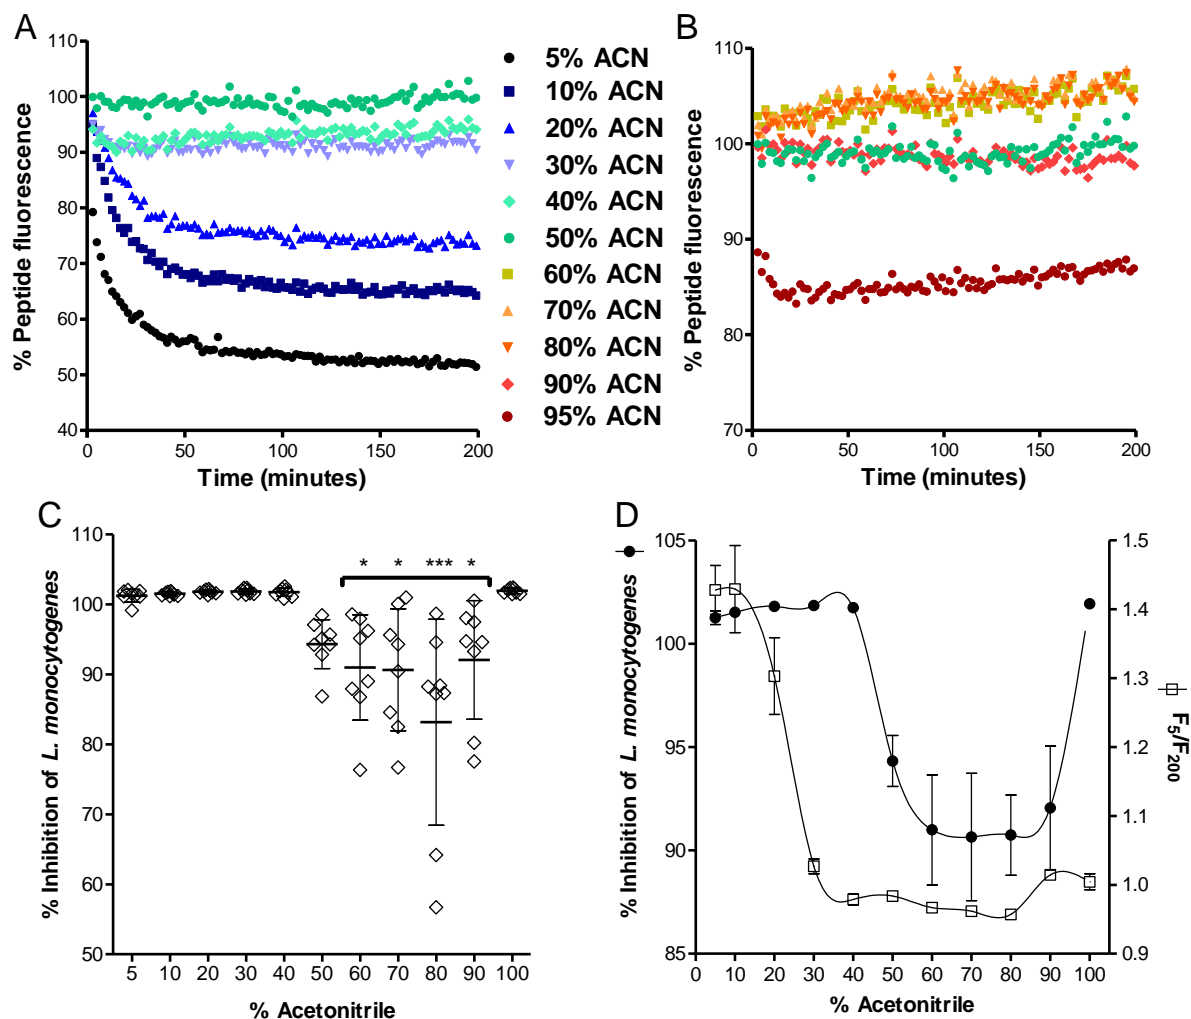 A
110
100
90
80
70
60
50
40
0
50
100
150
200
% Peptide fluorescence
Time (minutes)
5% ACN
10% ACN
20% ACN
30% ACN
40% ACN
50% ACN
60% ACN
70% ACN
80% ACN
90% ACN
95% ACN
B
110
100
90
80
70
0
50
100
150
200
% Peptide fluorescence
Time (minutes)
C
110
100
90
80
70
60
50
* * *** *
5 10 20 30 40 50 60 70 80 90 100
% Inhibition of L. monocytogenes
% Acetonitrile
D
105
100
95
90
85
1.5
1.4
1.3
1.2
1.1
1.0
0.9
0 5 10 20 30 40 50 60 70 80 90 100
% Inhibition of L. monocytogenes
F5/F200
% Acetonitrile